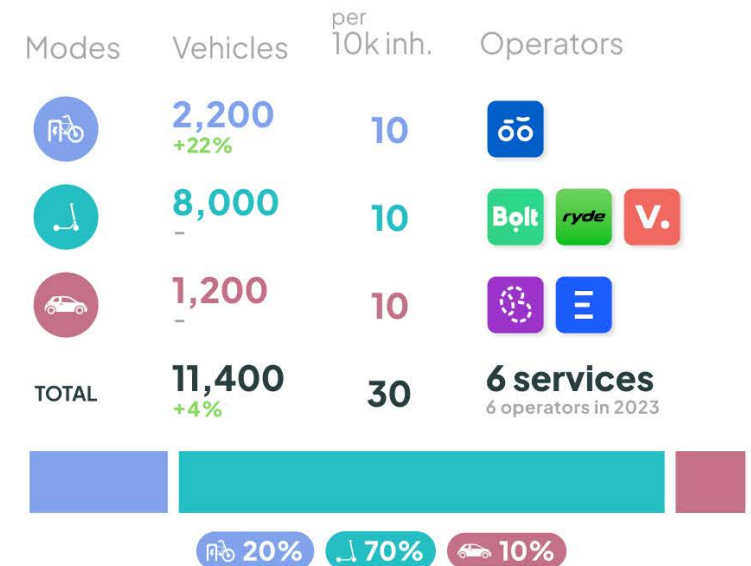 Modes Vehicles per 10k inh. Operators
2,200 10
+22%
8,000 10 Bolt ryde V.
-
1,200 10
-
TOTAL 11,400 30 6 services
+4% 6 operators in 2023
20% 70% 10%